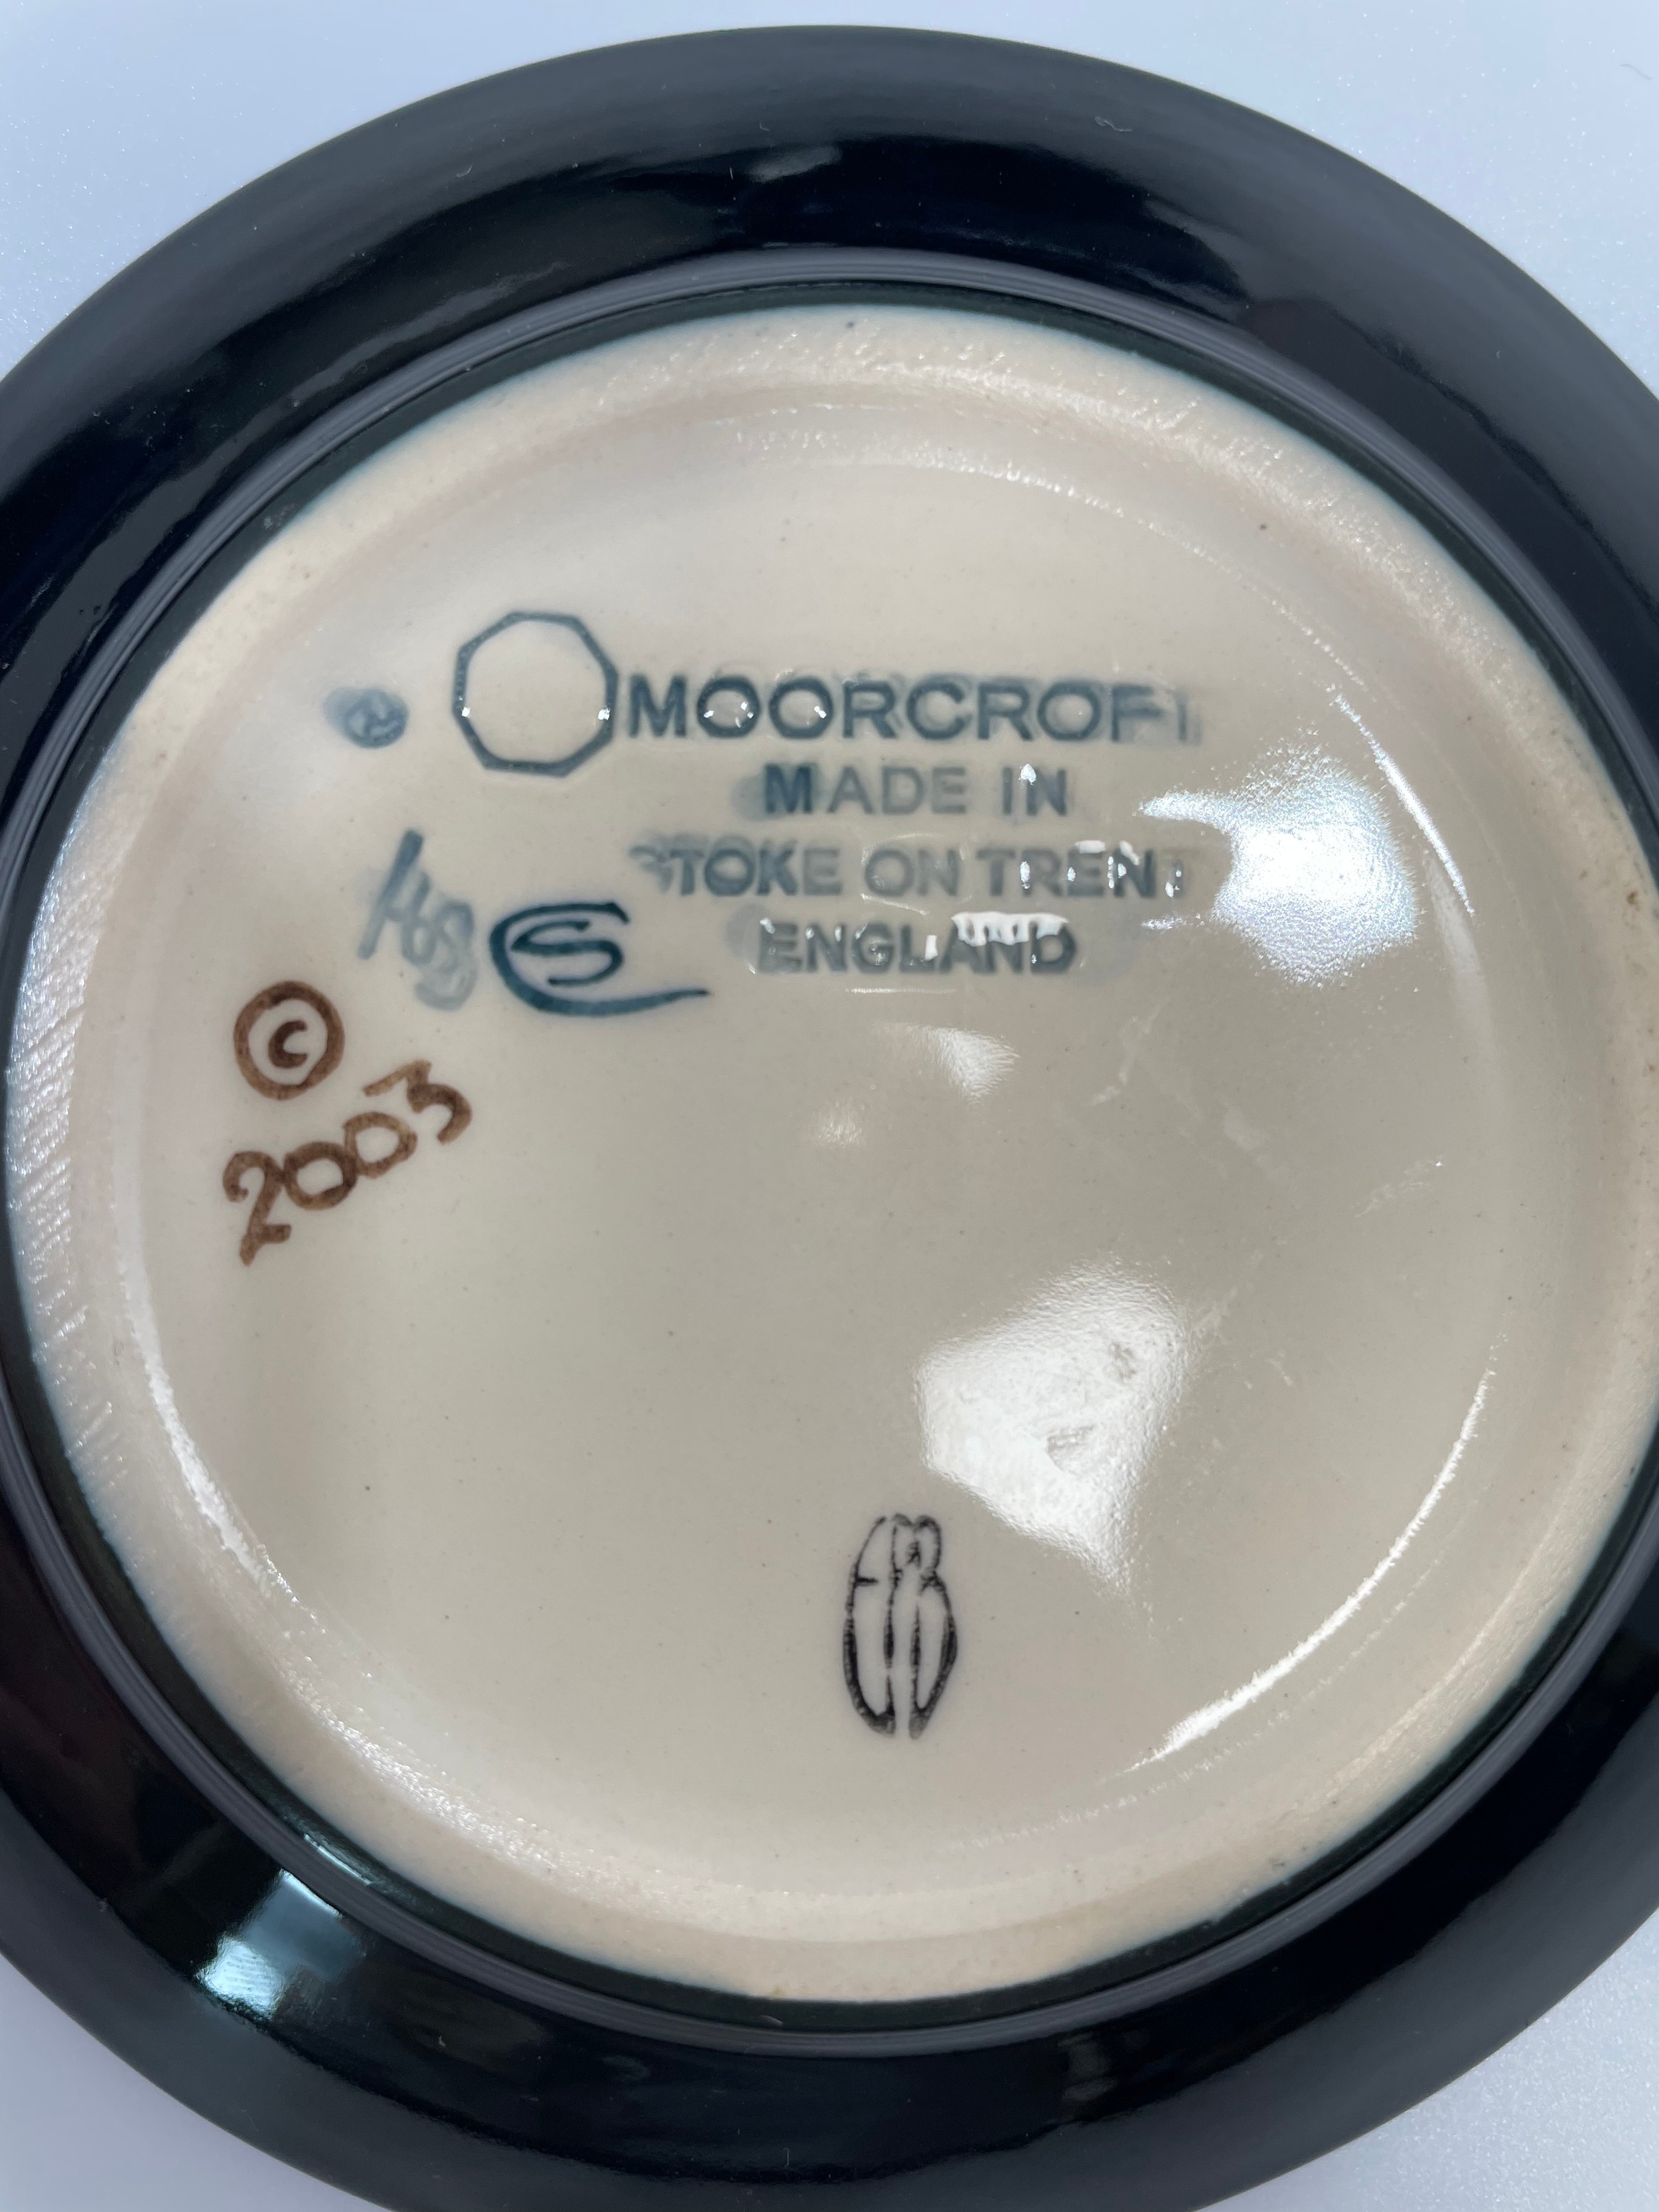 MOORCROFT
MADE IN
STOKE ON TRENT
ENGLAND
©
2003